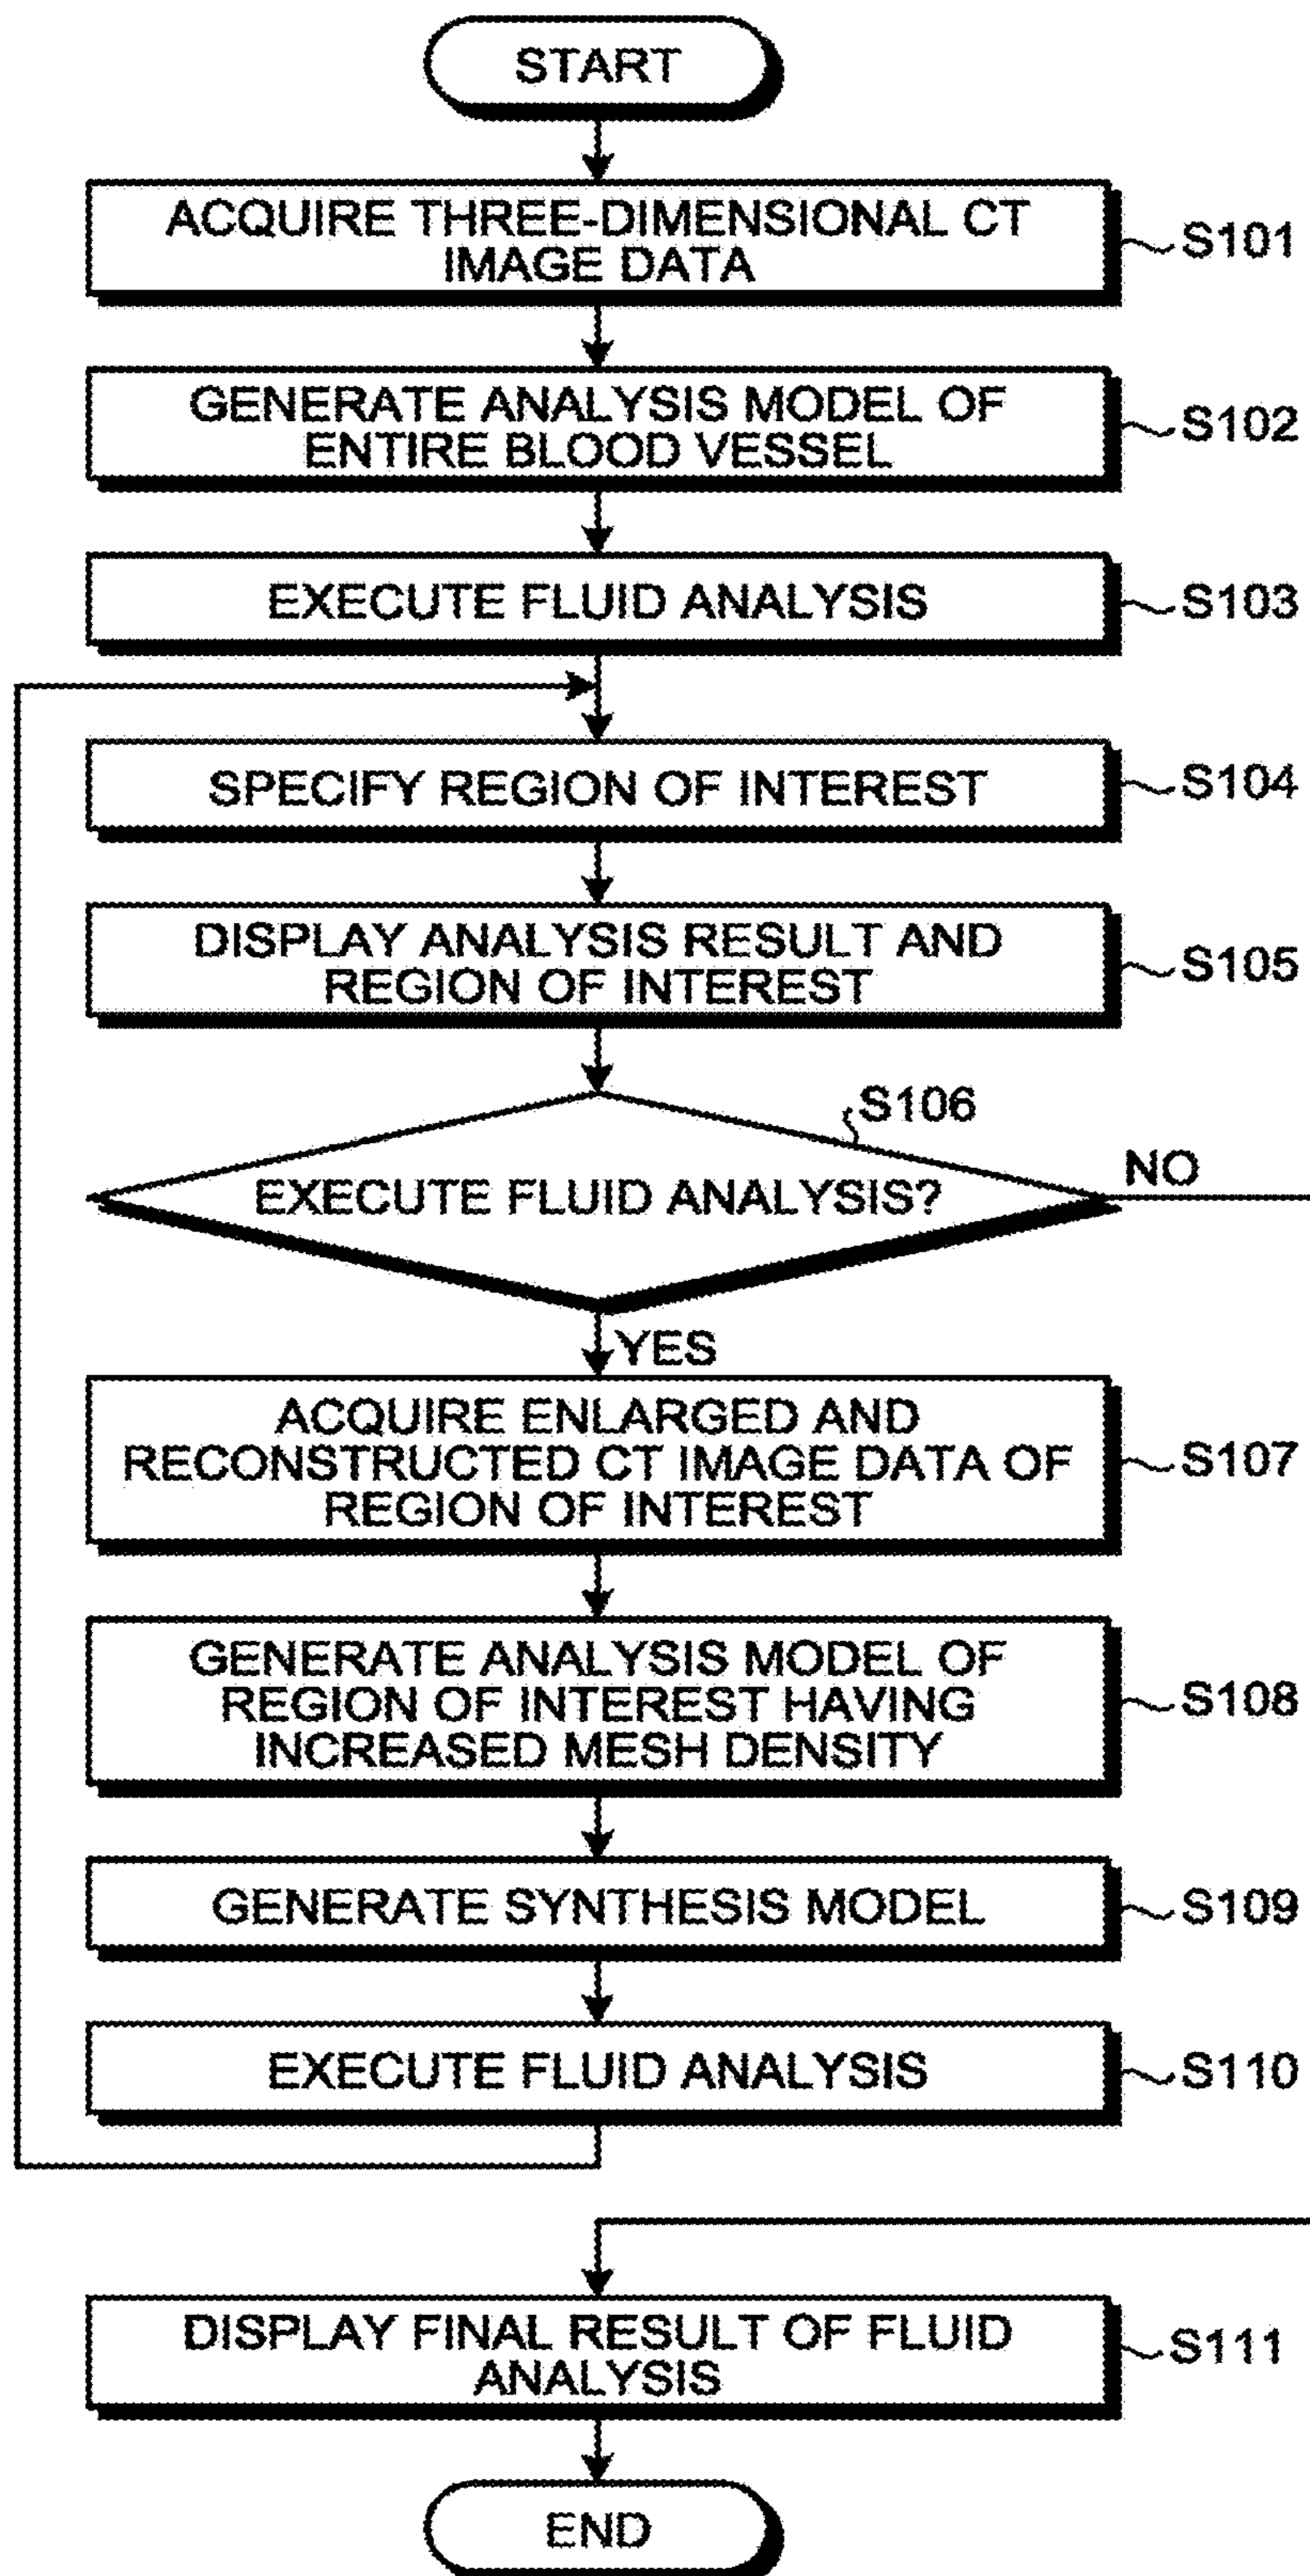 START
ACQUIRE THREE-DIMENSIONAL CT
IMAGE DATA
S101
GENERATE ANALYSIS MODEL OF
ENTIRE BLOOD VESSEL
S102
EXECUTE FLUID ANALYSIS
S103
SPECIFY REGION OF INTEREST
S104
DISPLAY ANALYSIS RESULT AND
REGION OF INTEREST
S105
S106
EXECUTE FLUID ANALYSIS?
NO
YES
ACQUIRE ENLARGED AND
RECONSTRUCTED CT IMAGE DATA OF
REGION OF INTEREST
S107
GENERATE ANALYSIS MODEL OF
REGION OF INTEREST HAVING
INCREASED MESH DENSITY
S108
GENERATE SYNTHESIS MODEL
S109
EXECUTE FLUID ANALYSIS
S110
DISPLAY FINAL RESULT OF FLUID
ANALYSIS
S111
END